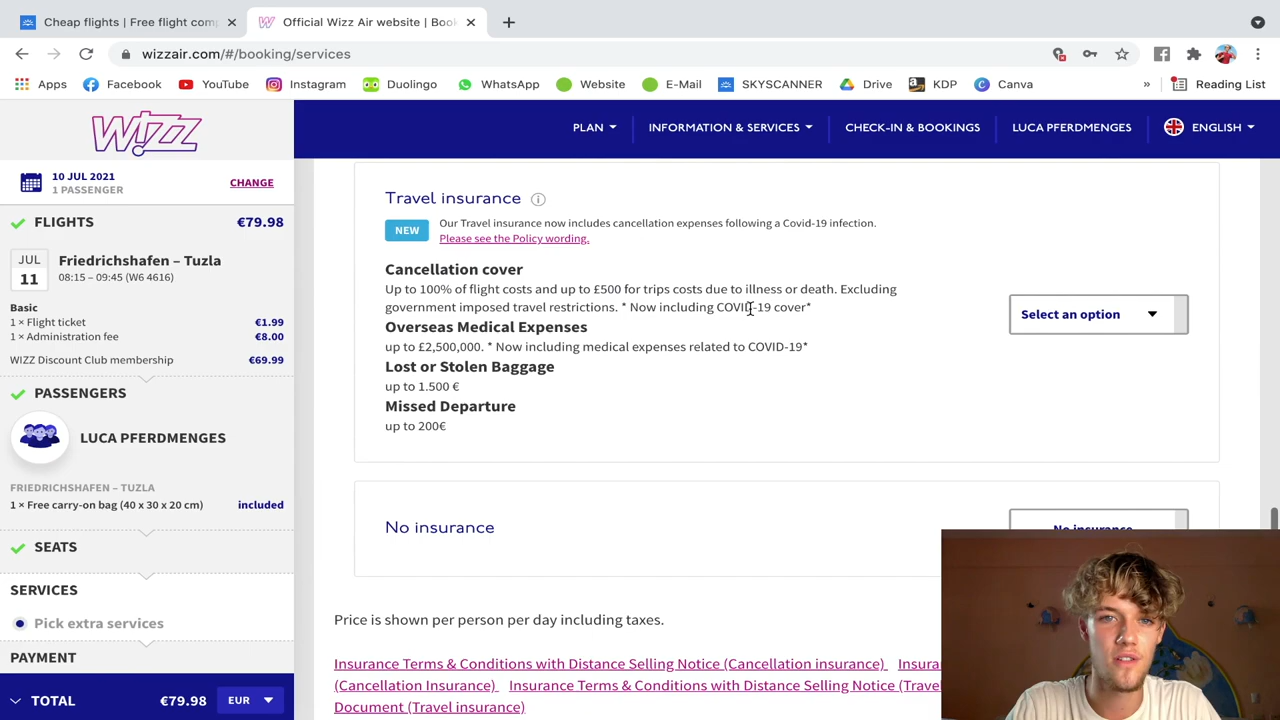 Cheap flights | Free flight com
Official Wizz Air website | Boo
wizzair.com/#/booking/services
Apps
Facebook
YouTube
Instagram
Duolingo
WhatsApp
Website
E-Mail
SKYSCANNER
Drive
KDP
Canva
»
Reading List
WIZZ
PLAN
INFORMATION & SERVICES
CHECK-IN & BOOKINGS
LUCA PFERDMENGES
ENGLISH
10 JUL 2021
1 PASSENGER
CHANGE
FLIGHTS €79.98
JUL
11
Friedrichshafen – Tuzla
08:15 – 09:45 (W6 4616)
Basic
1 × Flight ticket €1.99
1 × Administration fee €8.00
WIZZ Discount Club membership €69.99
PASSENGERS
LUCA PFERDMENGES
FRIEDRICHSHAFEN – TUZLA
1 × Free carry-on bag (40 x 30 x 20 cm) included
SEATS
SERVICES
Pick extra services
PAYMENT
TOTAL €79.98 EUR
Travel insurance
NEW
Our Travel insurance now includes cancellation expenses following a Covid-19 infection.
Please see the Policy wording.
Cancellation cover
Up to 100% of flight costs and up to £500 for trips costs due to illness or death. Excluding
government imposed travel restrictions. * Now including COVID-19 cover*
Overseas Medical Expenses
up to £2,500,000. * Now including medical expenses related to COVID-19*
Lost or Stolen Baggage
up to 1.500 €
Missed Departure
up to 200€
Select an option
No insurance
No insurance
Price is shown per person per day including taxes.
Insurance Terms & Conditions with Distance Selling Notice (Cancellation insurance) Insura
(Cancellation Insurance) Insurance Terms & Conditions with Distance Selling Notice (Travel
Document (Travel insurance)